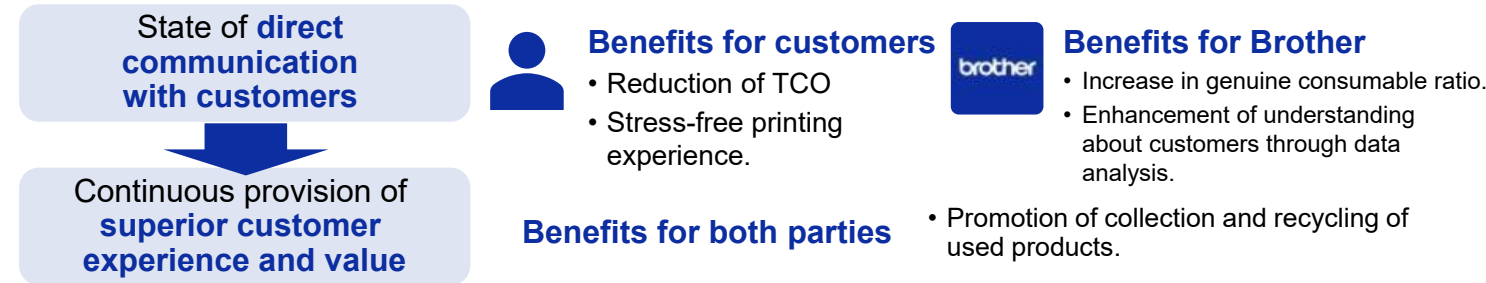 State of direct
communication
with customers
Continuous provision of
superior customer
experience and value
Benefits for customers
• Reduction of TCO
• Stress-free printing
experience.
brother
Benefits for Brother
• Increase in genuine consumable ratio.
• Enhancement of understanding
about customers through data
analysis.
Benefits for both parties
• Promotion of collection and recycling of
used products.